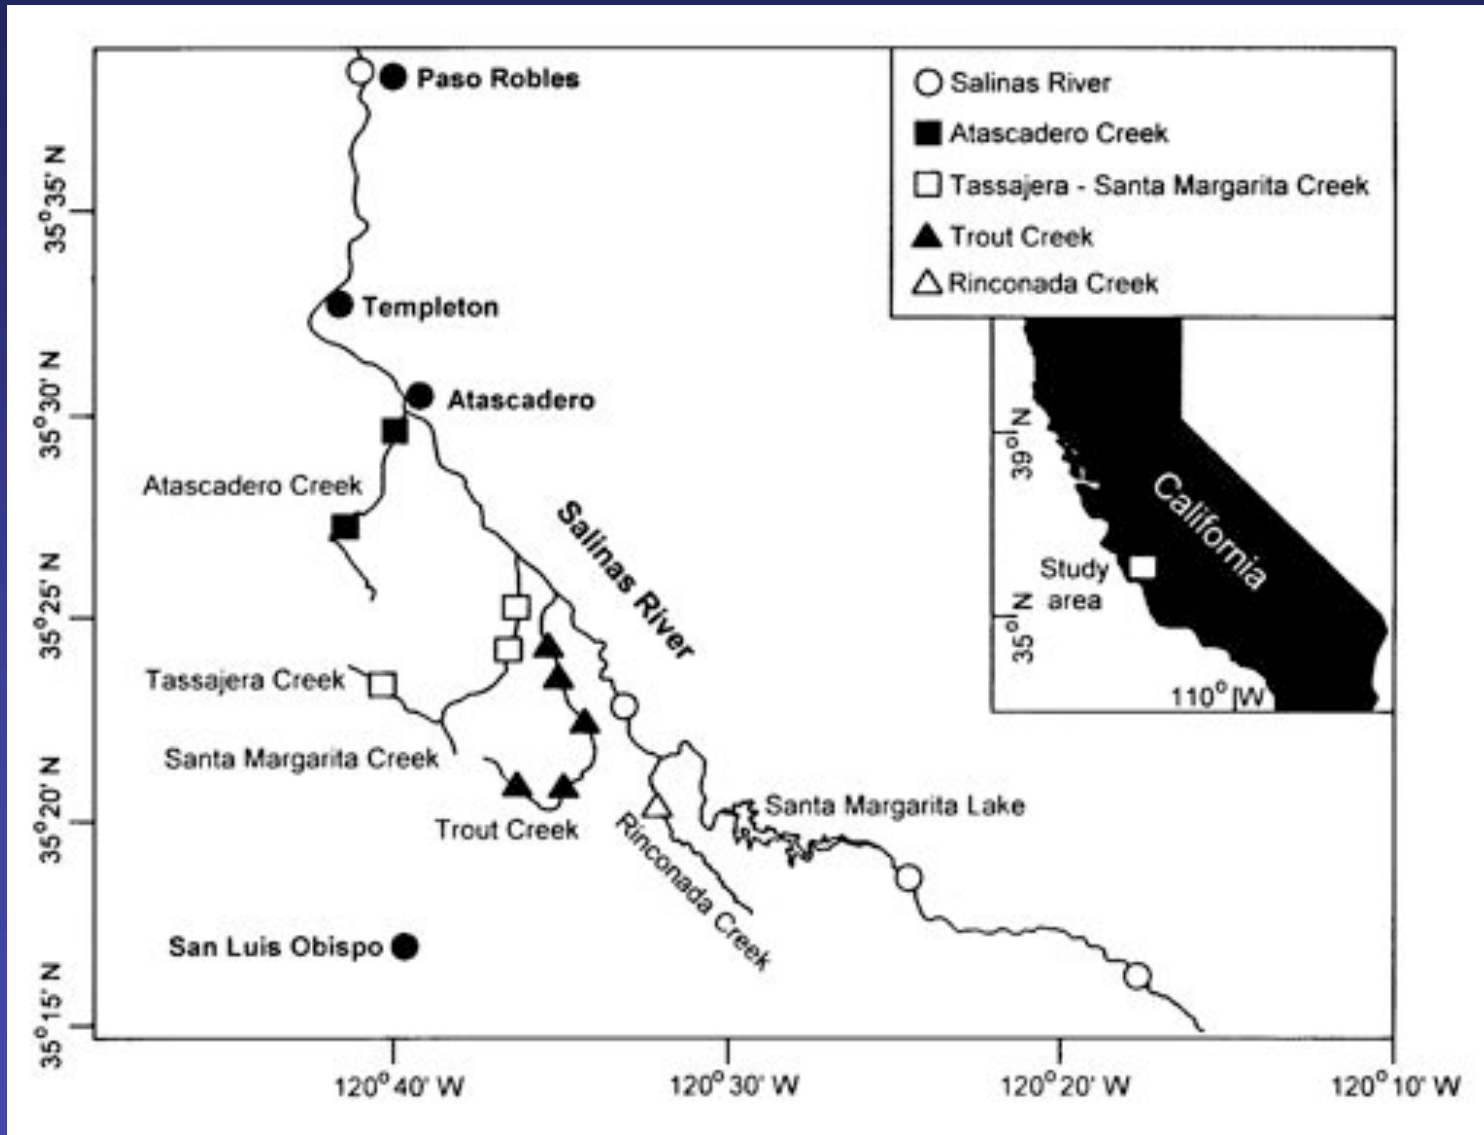 Paso Robles
Salinas River
Atascadero Creek
Tassajera - Santa Margarita Creek
Trout Creek
Rinconada Creek
35°35' N
Templeton
35°30' N
Atascadero
39°N
Atascadero Creek
California
Salinas River
Study
area
35°25' N
35°N
Tassajera Creek
110° W
Santa Margarita Creek
35°20' N
Santa Margarita Lake
Trout Creek
Rinconada Creek
San Luis Obispo
35°15' N
120°40' W
120°30' W
120°20' W
120°10' W